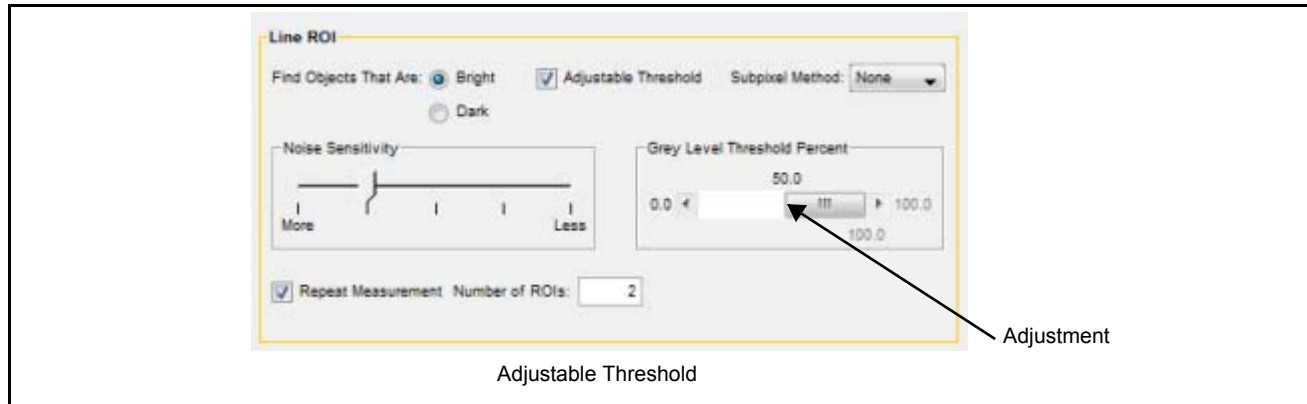 Line ROI
Find Objects That Are: Bright Adjustable Threshold Subpixel Method: None
Dark
Noise Sensitivity Grey Level Threshold Percent
50.0
0.0 100.0
More Less 100.0
Repeat Measurement Number of ROIs: 2
Adjustment
Adjustable Threshold